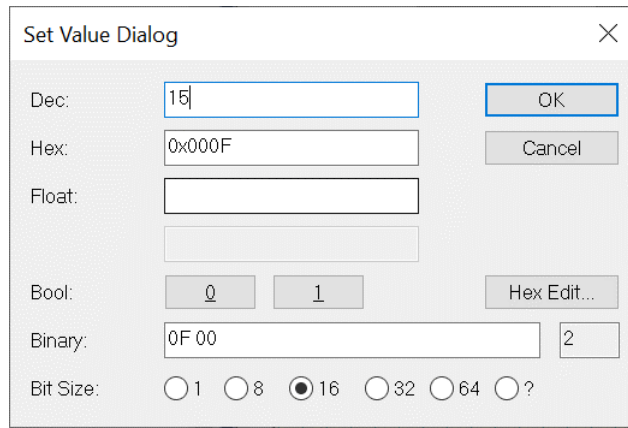 Set Value Dialog
Dec: 15 OK
Hex: 0x000F Cancel
Float:
Bool: 0 1 Hex Edit...
Binary: 0F 00 2
Bit Size: 1 8 16 32 64 ?